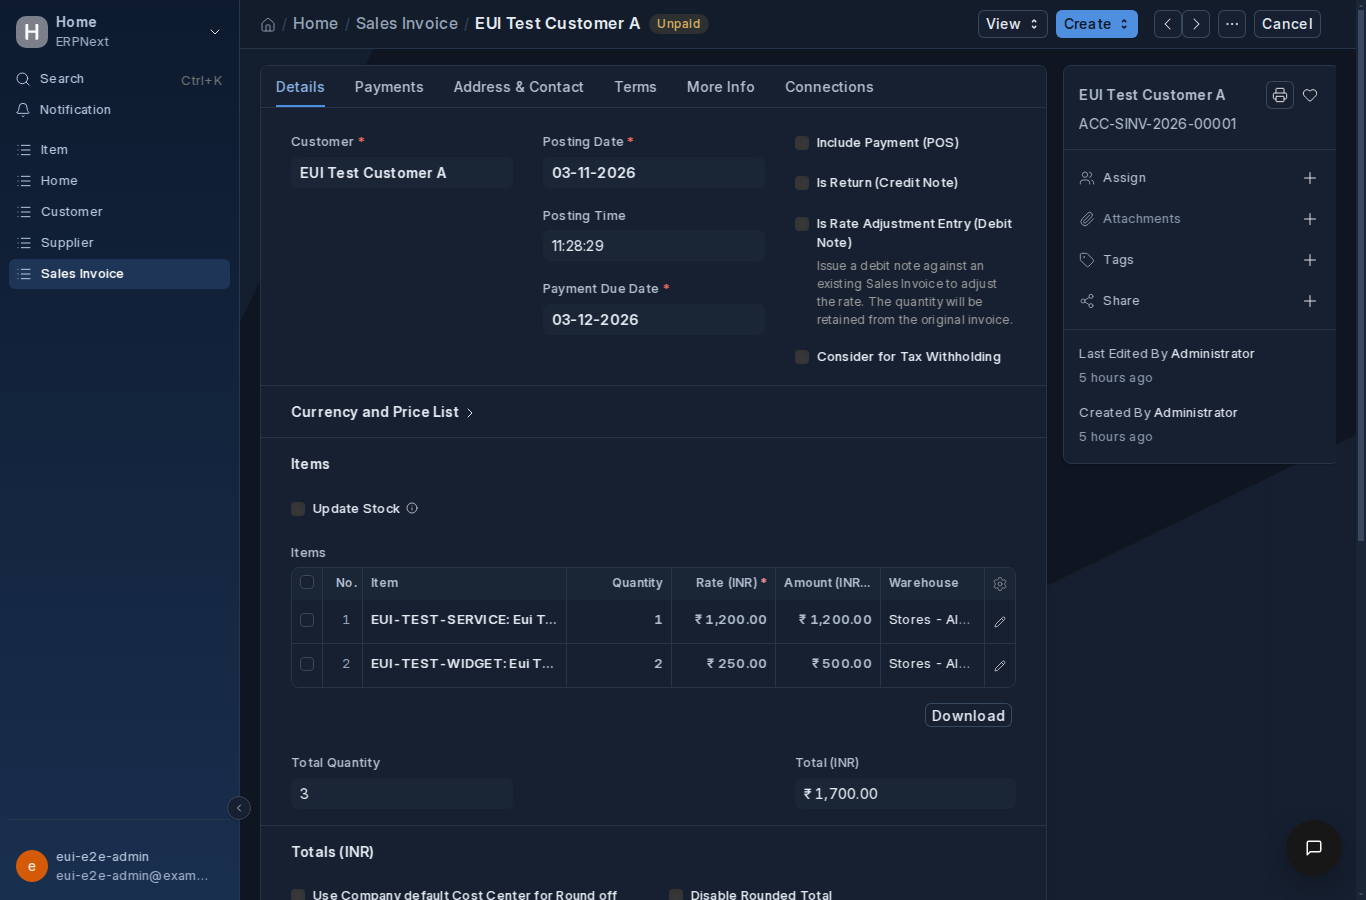 H
Home
ERPNext
Search
Ctrl+K
Notification
Item
Home
Customer
Supplier
Sales Invoice
e
eui-e2e-admin
eui-e2e-admin@exam...
/ Home / Sales Invoice / EUI Test Customer A
Unpaid
View
Create
Cancel
Details
Payments
Address & Contact
Terms
More Info
Connections
Customer *
EUI Test Customer A
Posting Date *
03-11-2026
Posting Time
11:28:29
Payment Due Date *
03-12-2026
Include Payment (POS)
Is Return (Credit Note)
Is Rate Adjustment Entry (Debit
Note)
Issue a debit note against an
existing Sales Invoice to adjust
the rate. The quantity will be
retained from the original invoice.
Consider for Tax Withholding
Currency and Price List
Items
Update Stock
Items
No. Item Quantity Rate (INR) * Amount (INR... Warehouse
1 EUI-TEST-SERVICE: Eui T... 1 ₹ 1,200.00 ₹ 1,200.00 Stores - AI...
2 EUI-TEST-WIDGET: Eui T... 2 ₹ 250.00 ₹ 500.00 Stores - AI...
Download
Total Quantity
3
Total (INR)
₹ 1,700.00
Totals (INR)
Use Company default Cost Center for Round off
Disable Rounded Total
EUI Test Customer A
ACC-SINV-2026-00001
Assign
Attachments
Tags
Share
Last Edited By Administrator
5 hours ago
Created By Administrator
5 hours ago